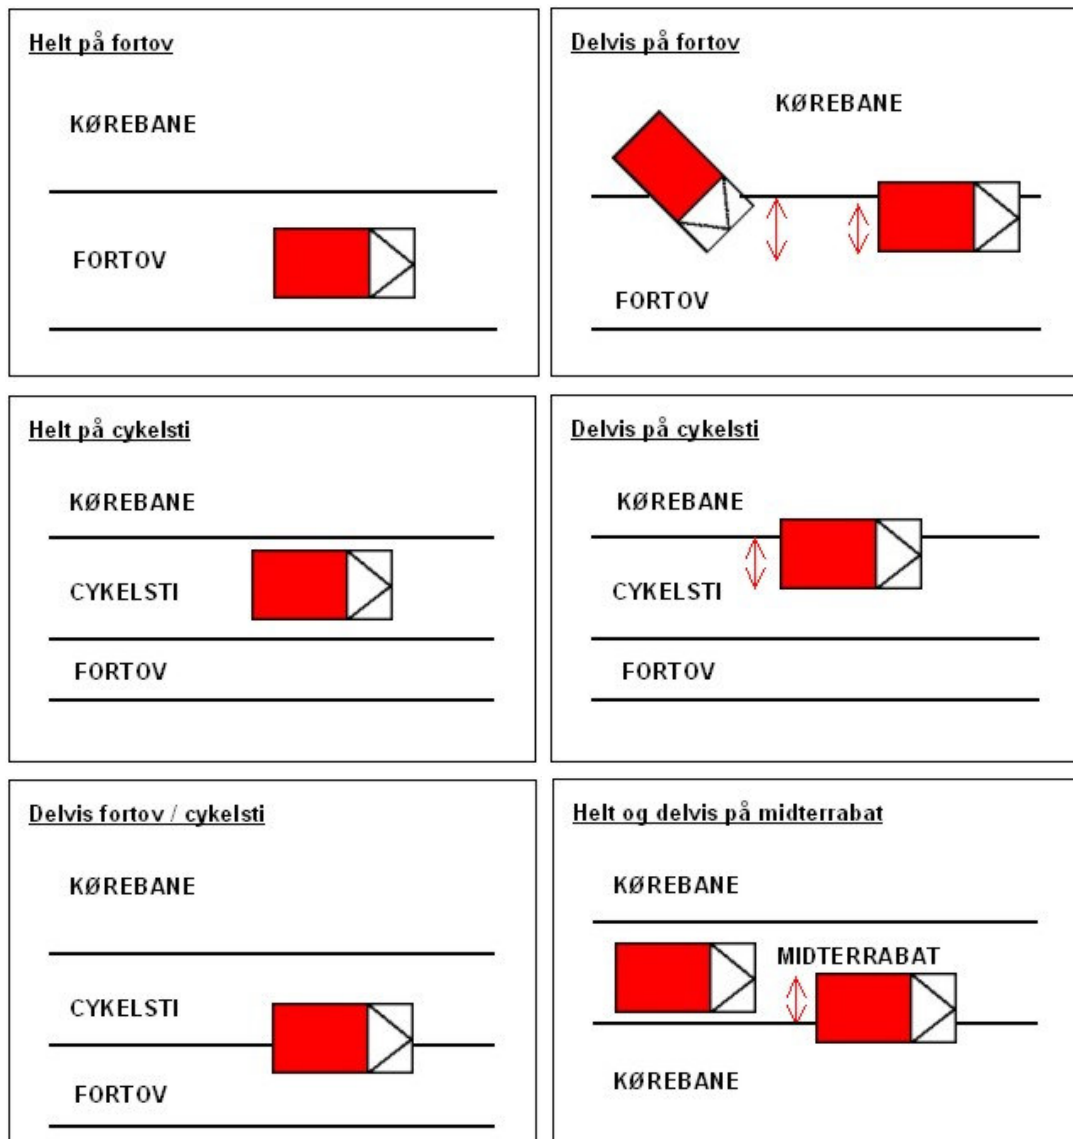 Helt på fortov
KØREBANE
FORTOV
Delvis på fortov
KØREBANE
FORTOV
Helt på cykelsti
KØREBANE
CYKELSTI
FORTOV
Delvis på cykelsti
KØREBANE
CYKELSTI
FORTOV
Delvis fortov / cykelsti
KØREBANE
CYKELSTI
FORTOV
Helt og delvis på midterrabat
KØREBANE
MIDTERRABAT
KØREBANE